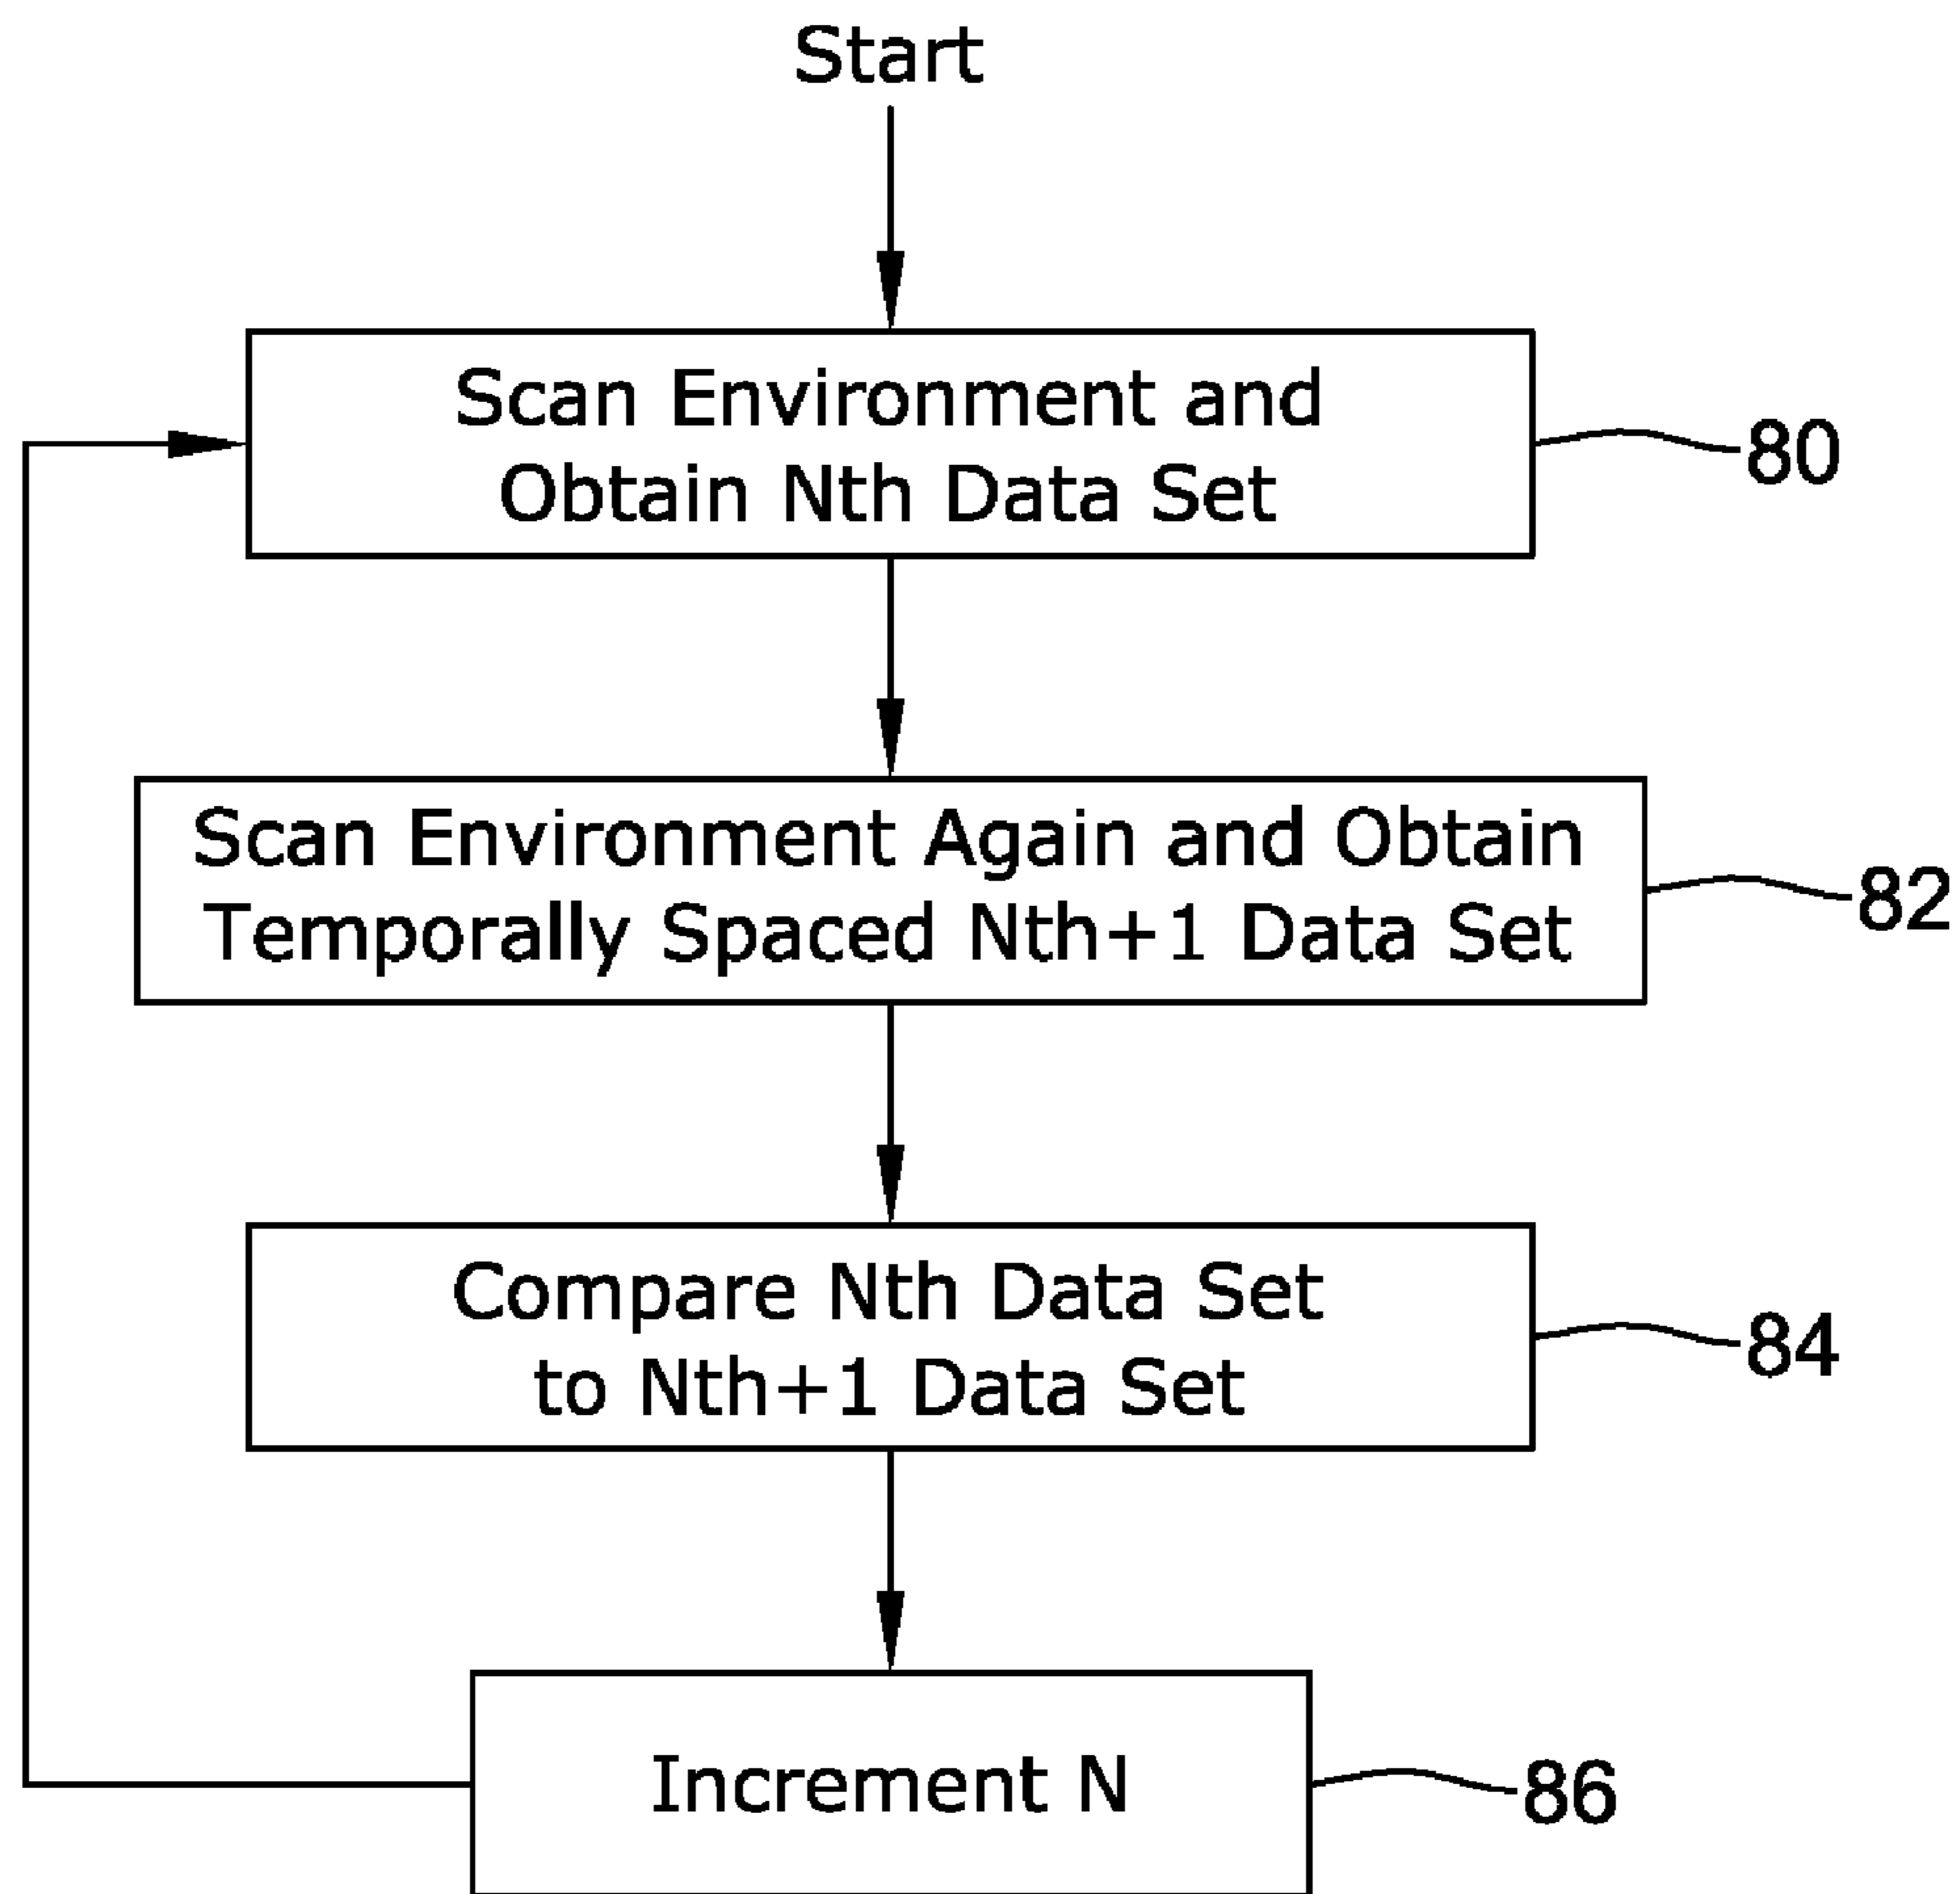 Start
Scan Environment and
Obtain Nth Data Set
80
Scan Environment Again and Obtain
Temporally Spaced Nth+1 Data Set
82
Compare Nth Data Set
to Nth+1 Data Set
84
Increment N
86